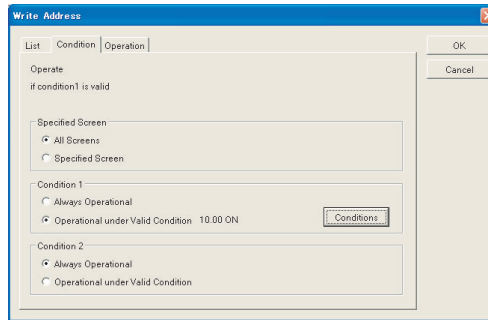 Write Address
List Condition Operation
OK
Cancel
Operate
if condition1 is valid
Specified Screen
All Screens
Specified Screen
Condition 1
Always Operational
Operational under Valid Condition 10.00 ON Conditions
Condition 2
Always Operational
Operational under Valid Condition